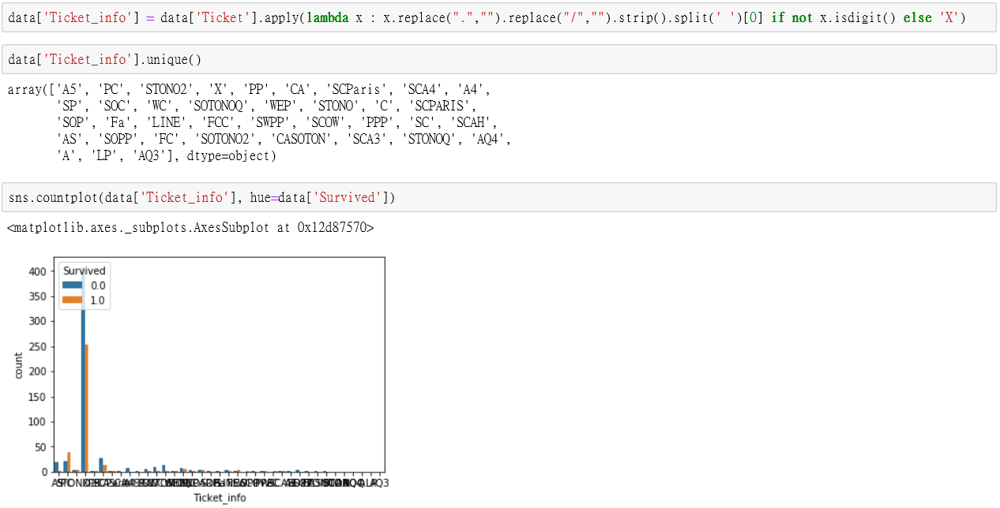 data['Ticket_info'] = data['Ticket'].apply(lambda x : x.replace(".","").replace("/","").strip().split(' ')[0] if not x.isdigit() else 'X')
data['Ticket_info'].unique()
array(['A5', 'PC', 'STONO2', 'X', 'PP', 'CA', 'SCParis', 'SCA4', 'A4',
'SP', 'SOC', 'WC', 'SOTONOQ', 'WEP', 'STONO', 'C', 'SCPARIS',
'SOP', 'Fa', 'LINE', 'FCC', 'SWPP', 'SCOW', 'PPP', 'SC', 'SCAH',
'AS', 'SOPP', 'FC', 'SOTONO2', 'CASOTON', 'SCA3', 'STONOQ', 'AQ4',
'A', 'LP', 'AQ3'], dtype=object)
sns.countplot(data['Ticket_info'], hue=data['Survived'])
<matplotlib.axes._subplots.AxesSubplot at 0x12d87570>
Survived
0.0
1.0
400
350
300
250
200
150
100
50
0
count
AQ3
Ticket_info